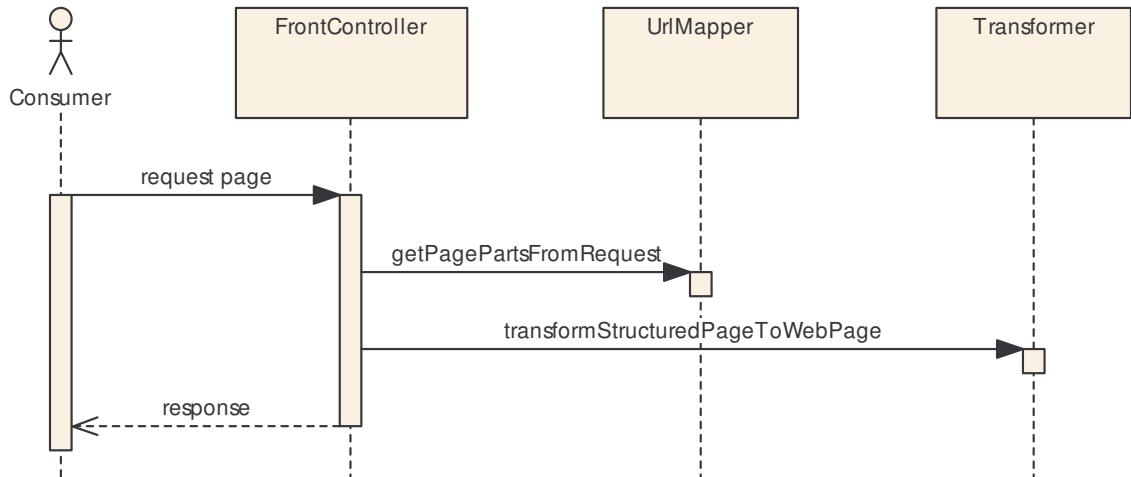 FrontController
UrlMapper
Transformer
Consumer
request page
getPagePartsFromRequest
transformStructuredPageToWebPage
response